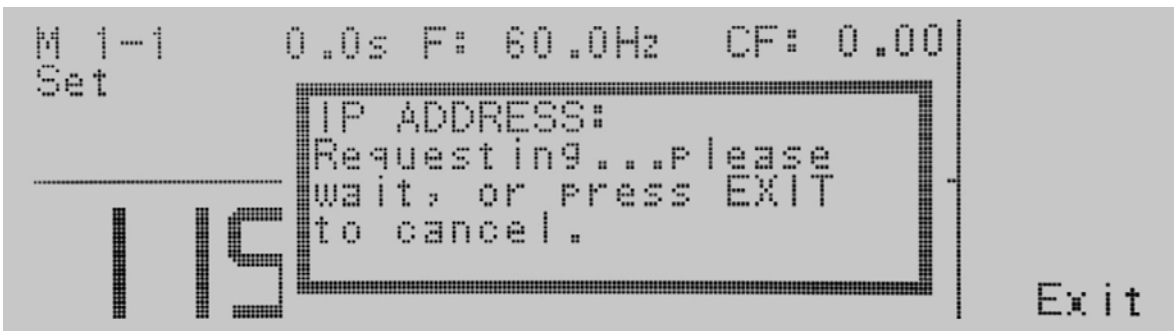 M 1-1 0.0s F: 60.0Hz CF: 0.00
Set
IP ADDRESS:
Requesting...please
wait, or press EXIT
to cancel.
115
Exit